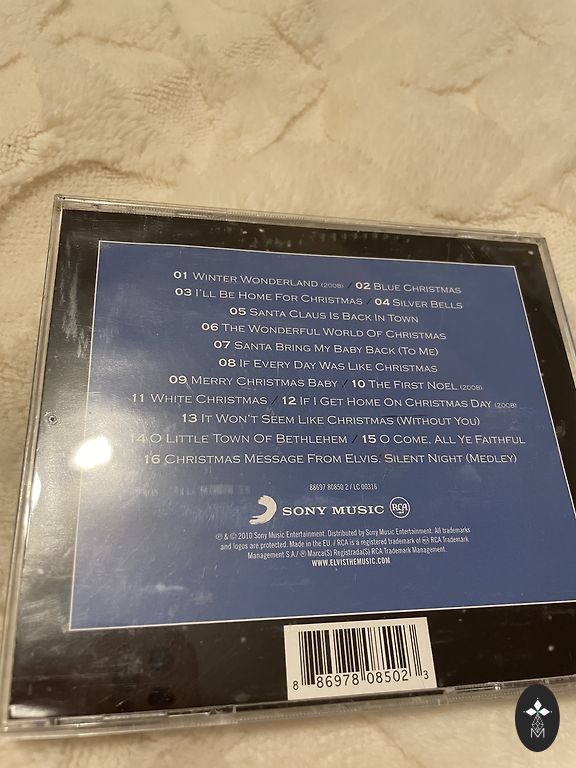 01 Winter Wonderland (2008) / 02 Blue Christmas
03 I'll Be Home For Christmas / 04 Silver Bells
05 Santa Claus Is Back In Town
06 The Wonderful World Of Christmas
07 Santa Bring My Baby Back (To Me)
08 If Every Day Was Like Christmas
09 Merry Christmas Baby / 10 The First Noel (2008)
11 White Christmas / 12 If I Get Home On Christmas Day (2008)
13 It Won't Seem Like Christmas (Without You)
14 O Little Town Of Bethlehem / 15 O Come, All Ye Faithful
16 Christmas Message From Elvis, Silent Night (Medley)
88697 80850 2 / LC 00316
SONY MUSIC RCA
℗ & © 2010 Sony Music Entertainment. Distributed by Sony Music Entertainment. All trademarks
and logos are protected. Made in the EU. / RCA is a registered trademark of RCA Trademark
Management S.A./ ® Marca(S) Registrada(S) RCA Trademark Management.
WWW.ELVISTHEMUSIC.COM
8 86978 08502 3
M